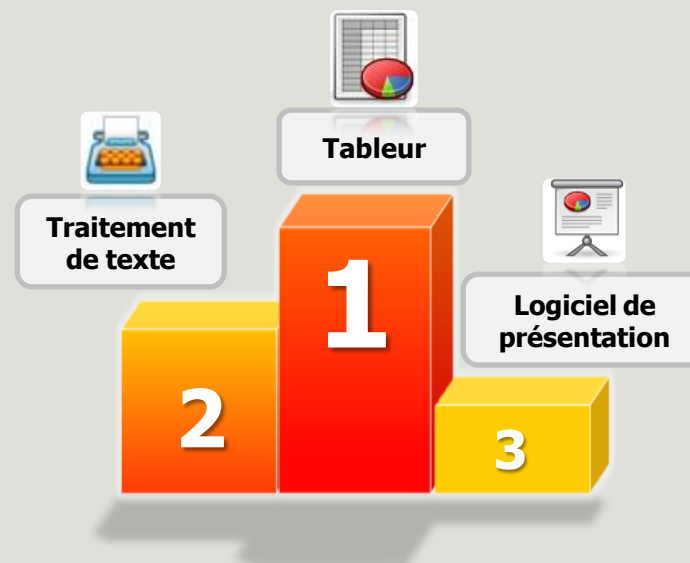 Tableur
Traitement
de texte
Logiciel de
présentation
1
2
3